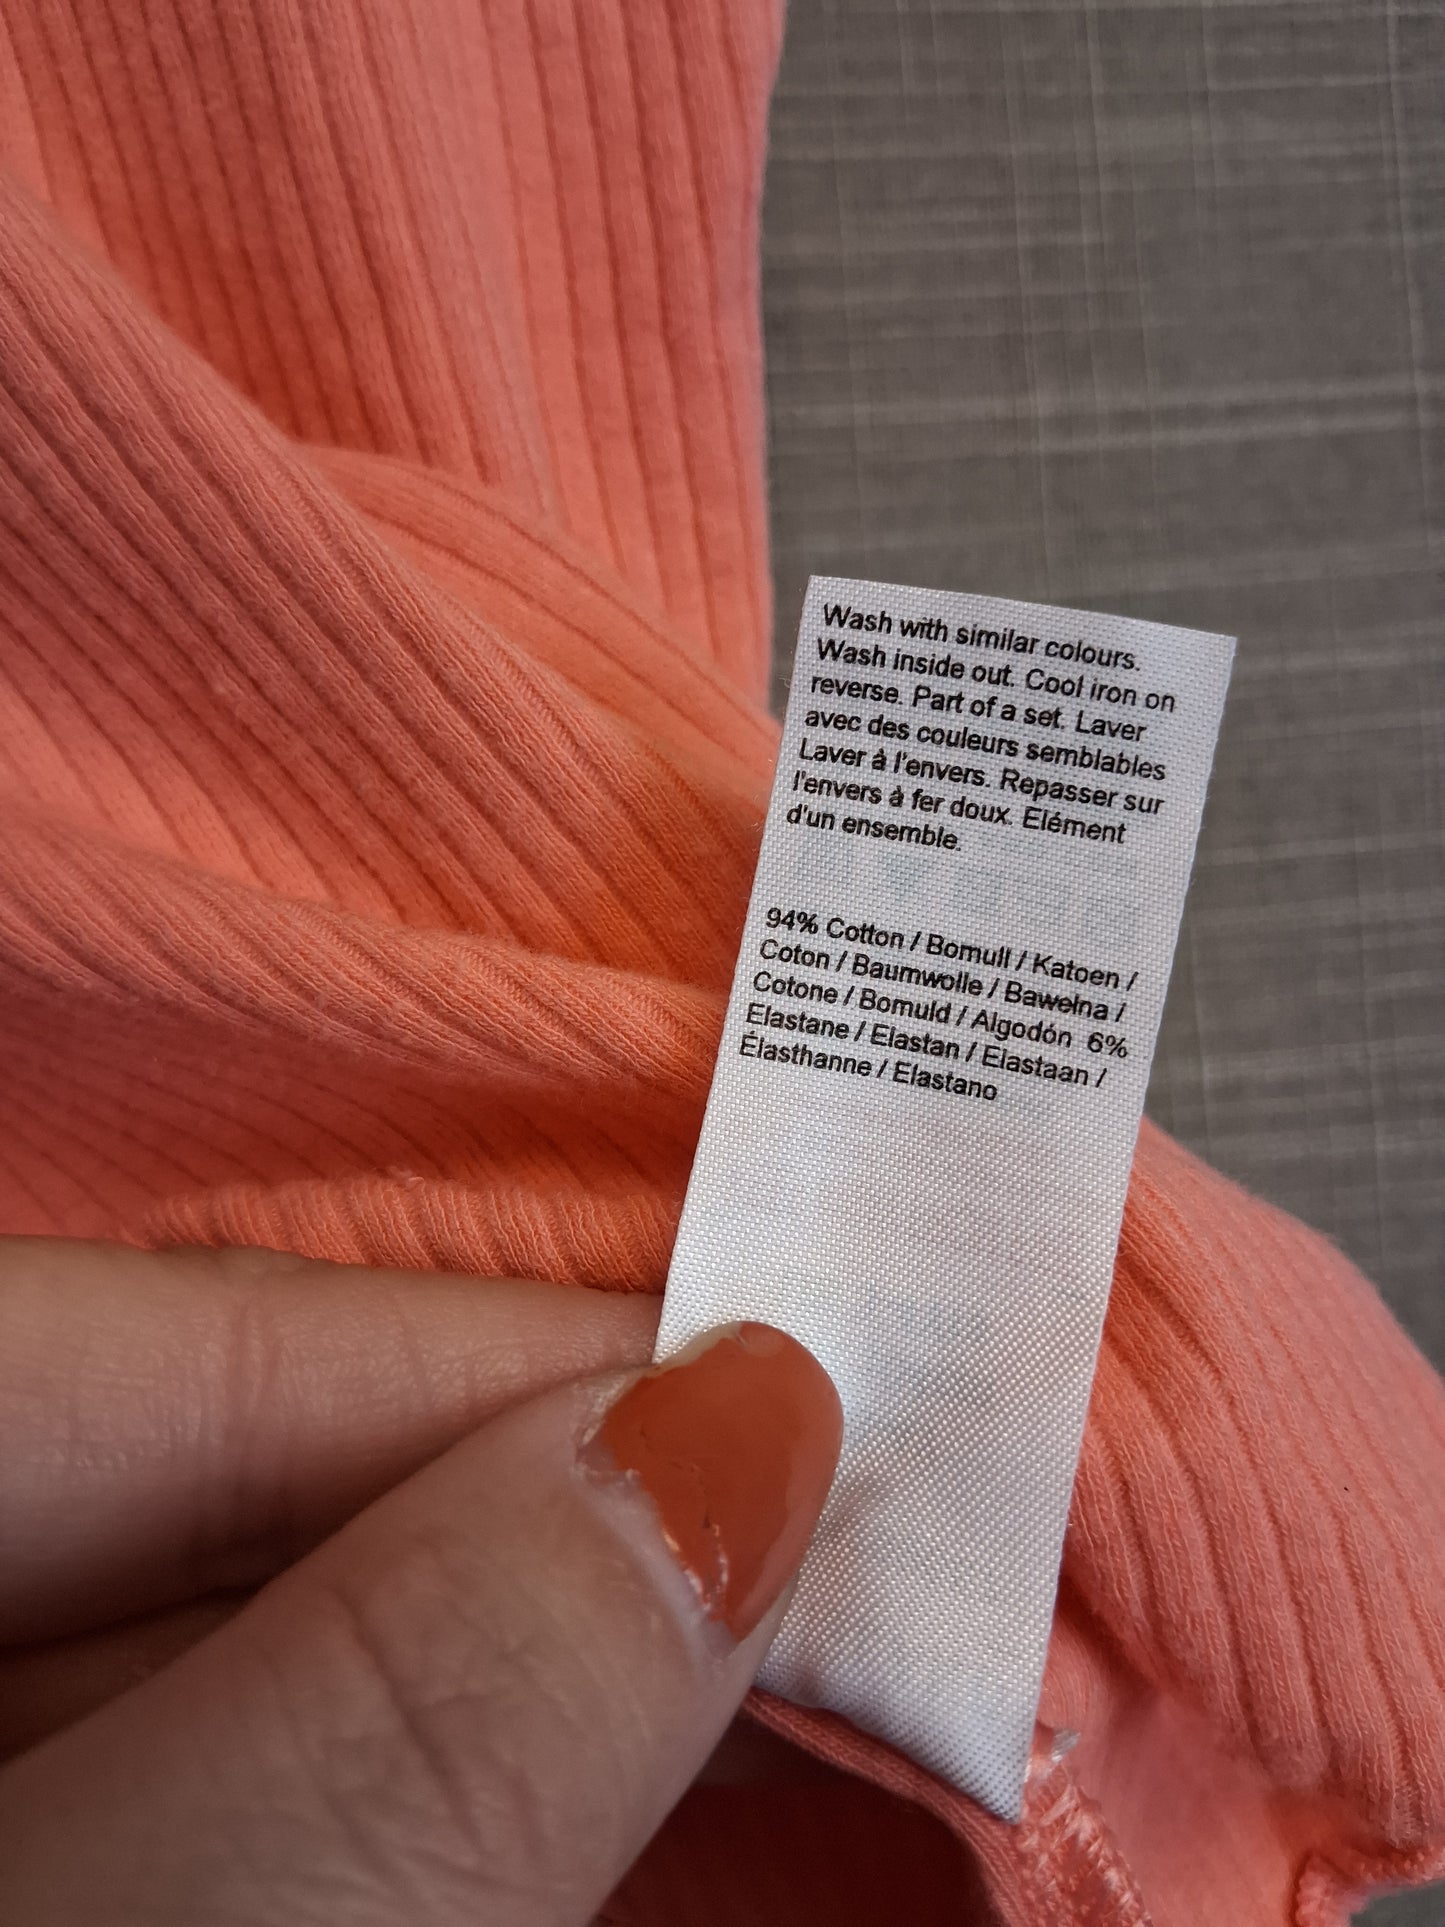 Wash with similar colours.
Wash inside out. Cool iron on
reverse. Part of a set. Laver
avec des couleurs semblables
Laver à l'envers. Repasser sur
l'envers à fer doux. Elément
d'un ensemble.
94% Cotton / Bomull / Katoen /
Coton / Baumwolle / Bawełna /
Cotone / Bomuld / Algodón 6%
Elastane / Elastan / Elastaan /
Élasthanne / Elastano